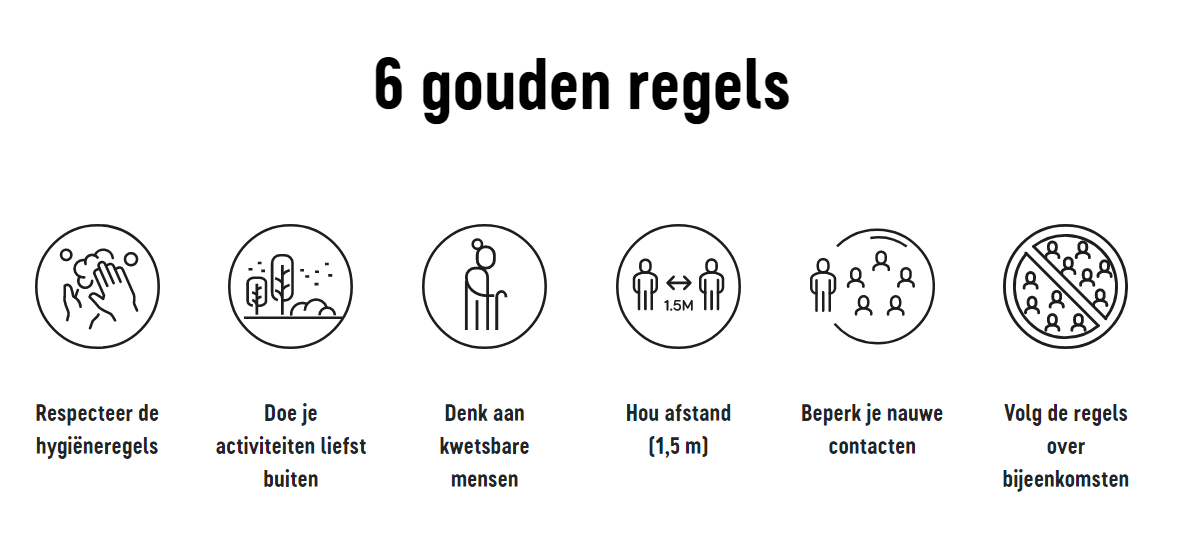 6 gouden regels
1.5M
Respecteer de
hygiëneregels
Doe je
activiteiten liefst
buiten
Denk aan
kwetsbare
mensen
Hou afstand
(1,5 m)
Beperk je nauwe
contacten
Volg de regels
over
bijeenkomsten